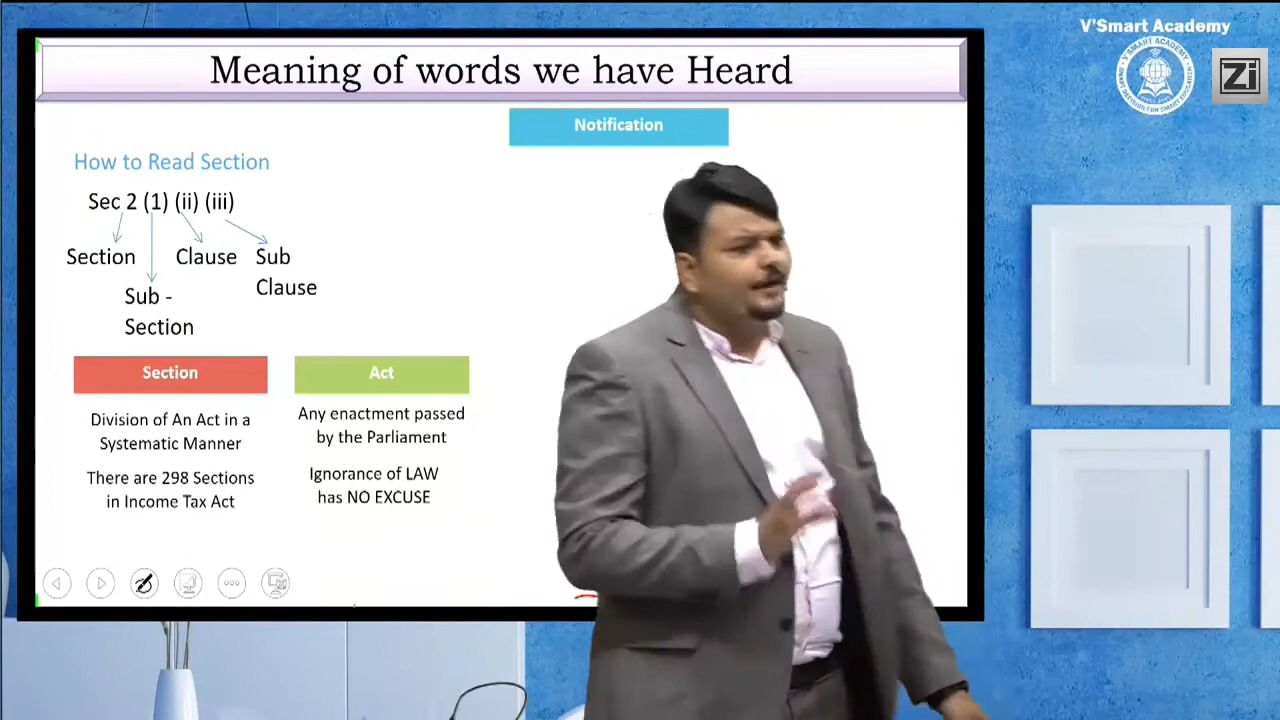 V'Smart Academy
Zi
Meaning of words we have Heard
Notification
How to Read Section
Sec 2 (1) (ii) (iii)
Section
Clause
Sub
Clause
Sub -
Section
Section
Division of An Act in a
Systematic Manner
There are 298 Sections
in Income Tax Act
Act
Any enactment passed
by the Parliament
Ignorance of LAW
has NO EXCUSE